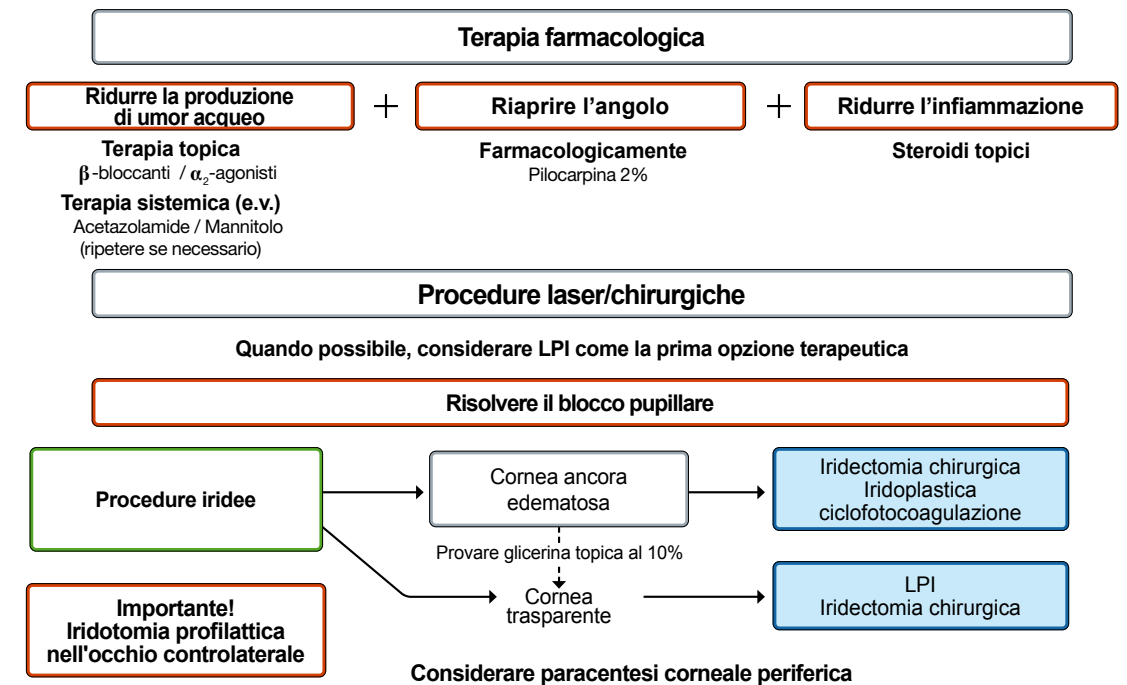 Terapia farmacologica
Ridurre la produzione
di umor acqueo
+
Riaprire l'angolo
+
Ridurre l'infiammazione
Terapia topica
β-bloccanti / α₂-agonisti
Terapia sistemica (e.v.)
Acetazolamide / Mannitolo
(ripetere se necessario)
Farmacologicamente
Pilocarpina 2%
Steroidi topici
Procedure laser/chirurgiche
Quando possibile, considerare LPI come la prima opzione terapeutica
Risolvere il blocco pupillare
Procedure iridee
Cornea ancora
edematosa
Iridectomia chirurgica
Iridoplastica
ciclofotocoagulazione
Provare glicerina topica al 10%
Cornea
trasparente
LPI
Iridectomia chirurgica
Importante!
Iridotomia profilattica
nell'occhio controlaterale
Considerare paracentesi corneale periferica